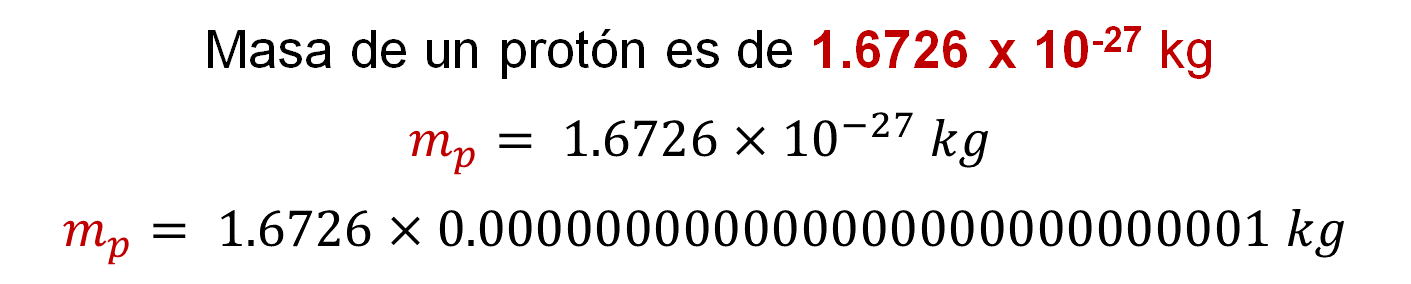 Masa de un protón es de 1.6726 x 10⁻²⁷ kg
mₚ = 1.6726 × 10⁻²⁷ kg
mₚ = 1.6726 × 0.000000000000000000000000001 kg